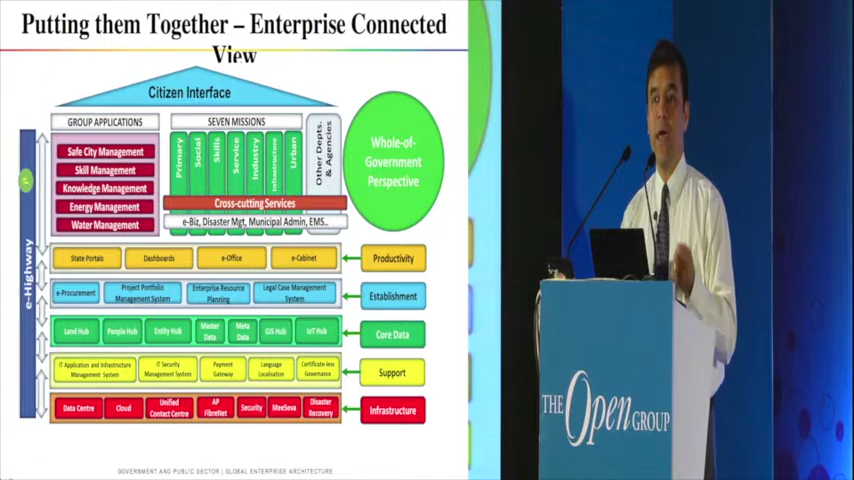 Putting them Together – Enterprise Connected
View
Citizen Interface
GROUP APPLICATIONS
SEVEN MISSIONS
Safe City Management
Skill Management
Knowledge Management
Energy Management
Water Management
Primary
Social
Skills
Service
Industry
Infrastructure
Urban
Other Depts.
& Agencies
Cross-cutting Services
e-Biz, Disaster Mgt, Municipal Admin, EMS..
Whole-of-
Government
Perspective
e-Highway
State Portals
Dashboards
e-Office
e-Cabinet
Productivity
e-Procurement
Project Portfolio
Management System
Enterprise Resource
Planning
Legal Case Management
System
Establishment
Land Hub
People Hub
Entity Hub
Master
Data
Meta
Data
GIS Hub
IoT Hub
Core Data
IT Application and Infrastructure
Management System
IT Security
Management System
Payment
Gateway
Language
Localisation
Certificate-less
Governance
Support
Data Centre
Cloud
Unified
Contact Centre
AP
FibreNet
Security
MeeSeva
Disaster
Recovery
Infrastructure
GOVERNMENT AND PUBLIC SECTOR | GLOBAL ENTERPRISE ARCHITECTURE
THE Open GROUP